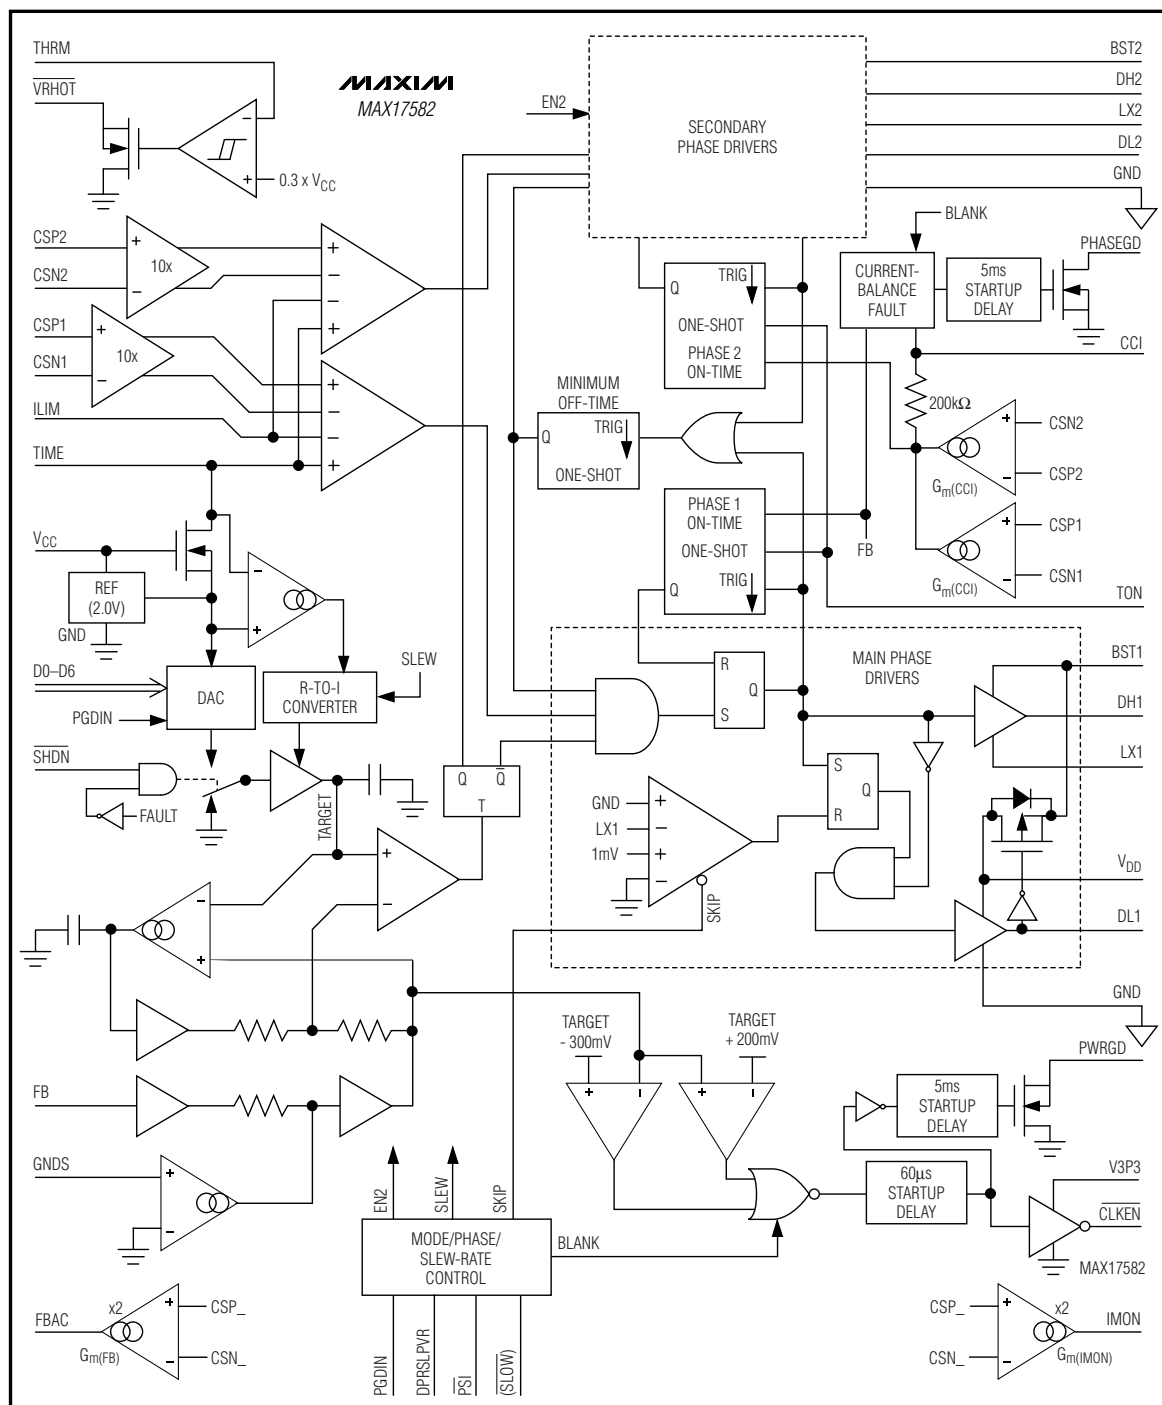 THRM
VRHOT
MAXIM
MAX17582
0.3 x VCC
+
−
EN2
SECONDARY
PHASE DRIVERS
BST2
DH2
LX2
DL2
GND
CSP2
CSN2
+
−
10x
CSP1
CSN1
+
−
10x
ILIM
TIME
+
−
−
+
+
−
−
+
BLANK
PHASEGD
CURRENT-
BALANCE
FAULT
5ms
STARTUP
DELAY
CCI
Q
TRIG
ONE-SHOT
PHASE 2
ON-TIME
MINIMUM
OFF-TIME
Q
TRIG
ONE-SHOT
200kΩ
+
−
CSN2
CSP2
Gm(CCI)
+
−
CSP1
CSN1
Gm(CCI)
PHASE 1
ON-TIME
ONE-SHOT
TRIG
Q
FB
TON
VCC
REF
(2.0V)
GND
−
+
D0–D6
DAC
PGDIN
R-TO-I
CONVERTER
SLEW
SHDN
FAULT
TARGET
Q
Q
T
R
Q
S
MAIN PHASE
DRIVERS
BST1
DH1
LX1
S
Q
R
GND
+
LX1
−
1mV
+
−
SKIP
VDD
DL1
GND
+
−
−
+
FB
GNDS
+
−
TARGET
- 300mV
TARGET
+ 200mV
+
−
+
−
PWRGD
5ms
STARTUP
DELAY
60µs
STARTUP
DELAY
V3P3
CLKEN
MAX17582
EN2
SLEW
SKIP
MODE/PHASE/
SLEW-RATE
CONTROL
BLANK
PGDIN
DPRSLPVR
PSI
(SLOW)
FBAC
x2
+
−
CSP_
CSN_
Gm(FB)
CSP_
CSN_
+
−
x2
IMON
Gm(IMON)